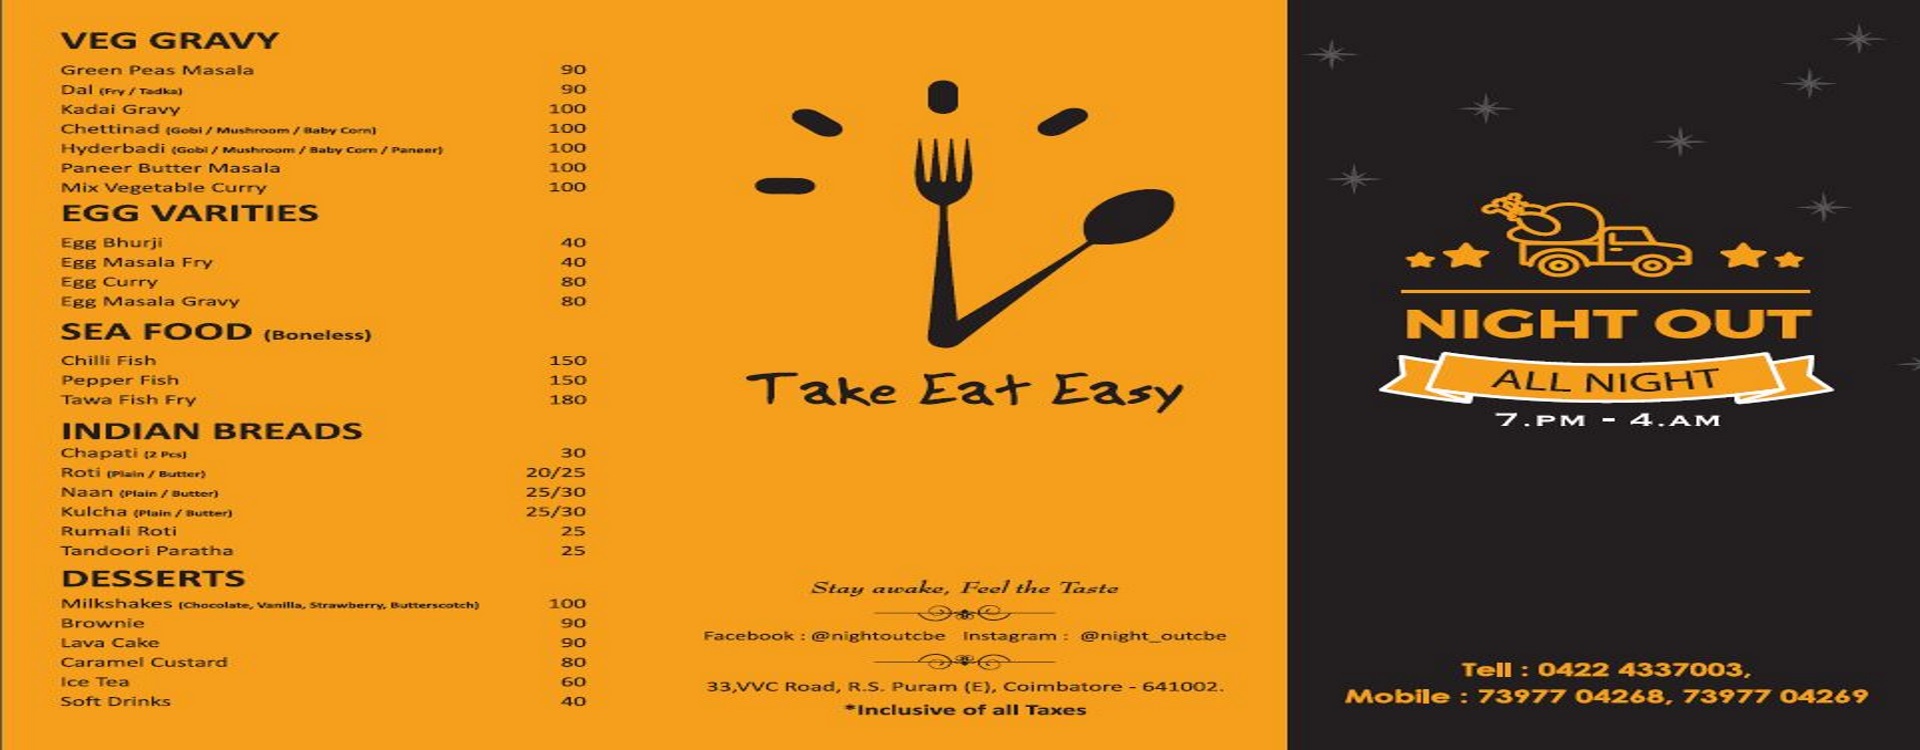 VEG GRAVY
Green Peas Masala 90
Dal (Fry / Tadka) 90
Kadai Gravy 100
Chettinad (Gobi / Mushroom / Baby Corn) 100
Hyderbadi (Gobi / Mushroom / Baby Corn / Paneer) 100
Paneer Butter Masala 100
Mix Vegetable Curry 100
EGG VARITIES
Egg Bhurji 40
Egg Masala Fry 40
Egg Curry 80
Egg Masala Gravy 80
SEA FOOD (Boneless)
Chilli Fish 150
Pepper Fish 150
Tawa Fish Fry 180
INDIAN BREADS
Chapati (2 Pcs) 30
Roti (Plain / Butter) 20/25
Naan (Plain / Butter) 25/30
Kulcha (Plain / Butter) 25/30
Rumali Roti 25
Tandoori Paratha 25
DESSERTS
Milkshakes (Chocolate, Vanilla, Strawberry, Butterscotch) 100
Brownie 90
Lava Cake 90
Caramel Custard 80
Ice Tea 60
Soft Drinks 40
Take Eat Easy
Stay awake, Feel the Taste
Facebook : @nightoutcbe Instagram : @night_outcbe
33,VVC Road, R.S. Puram (E), Coimbatore - 641002.
*Inclusive of all Taxes
NIGHT OUT
ALL NIGHT
7.PM - 4.AM
Tell : 0422 4337003,
Mobile : 73977 04268, 73977 04269